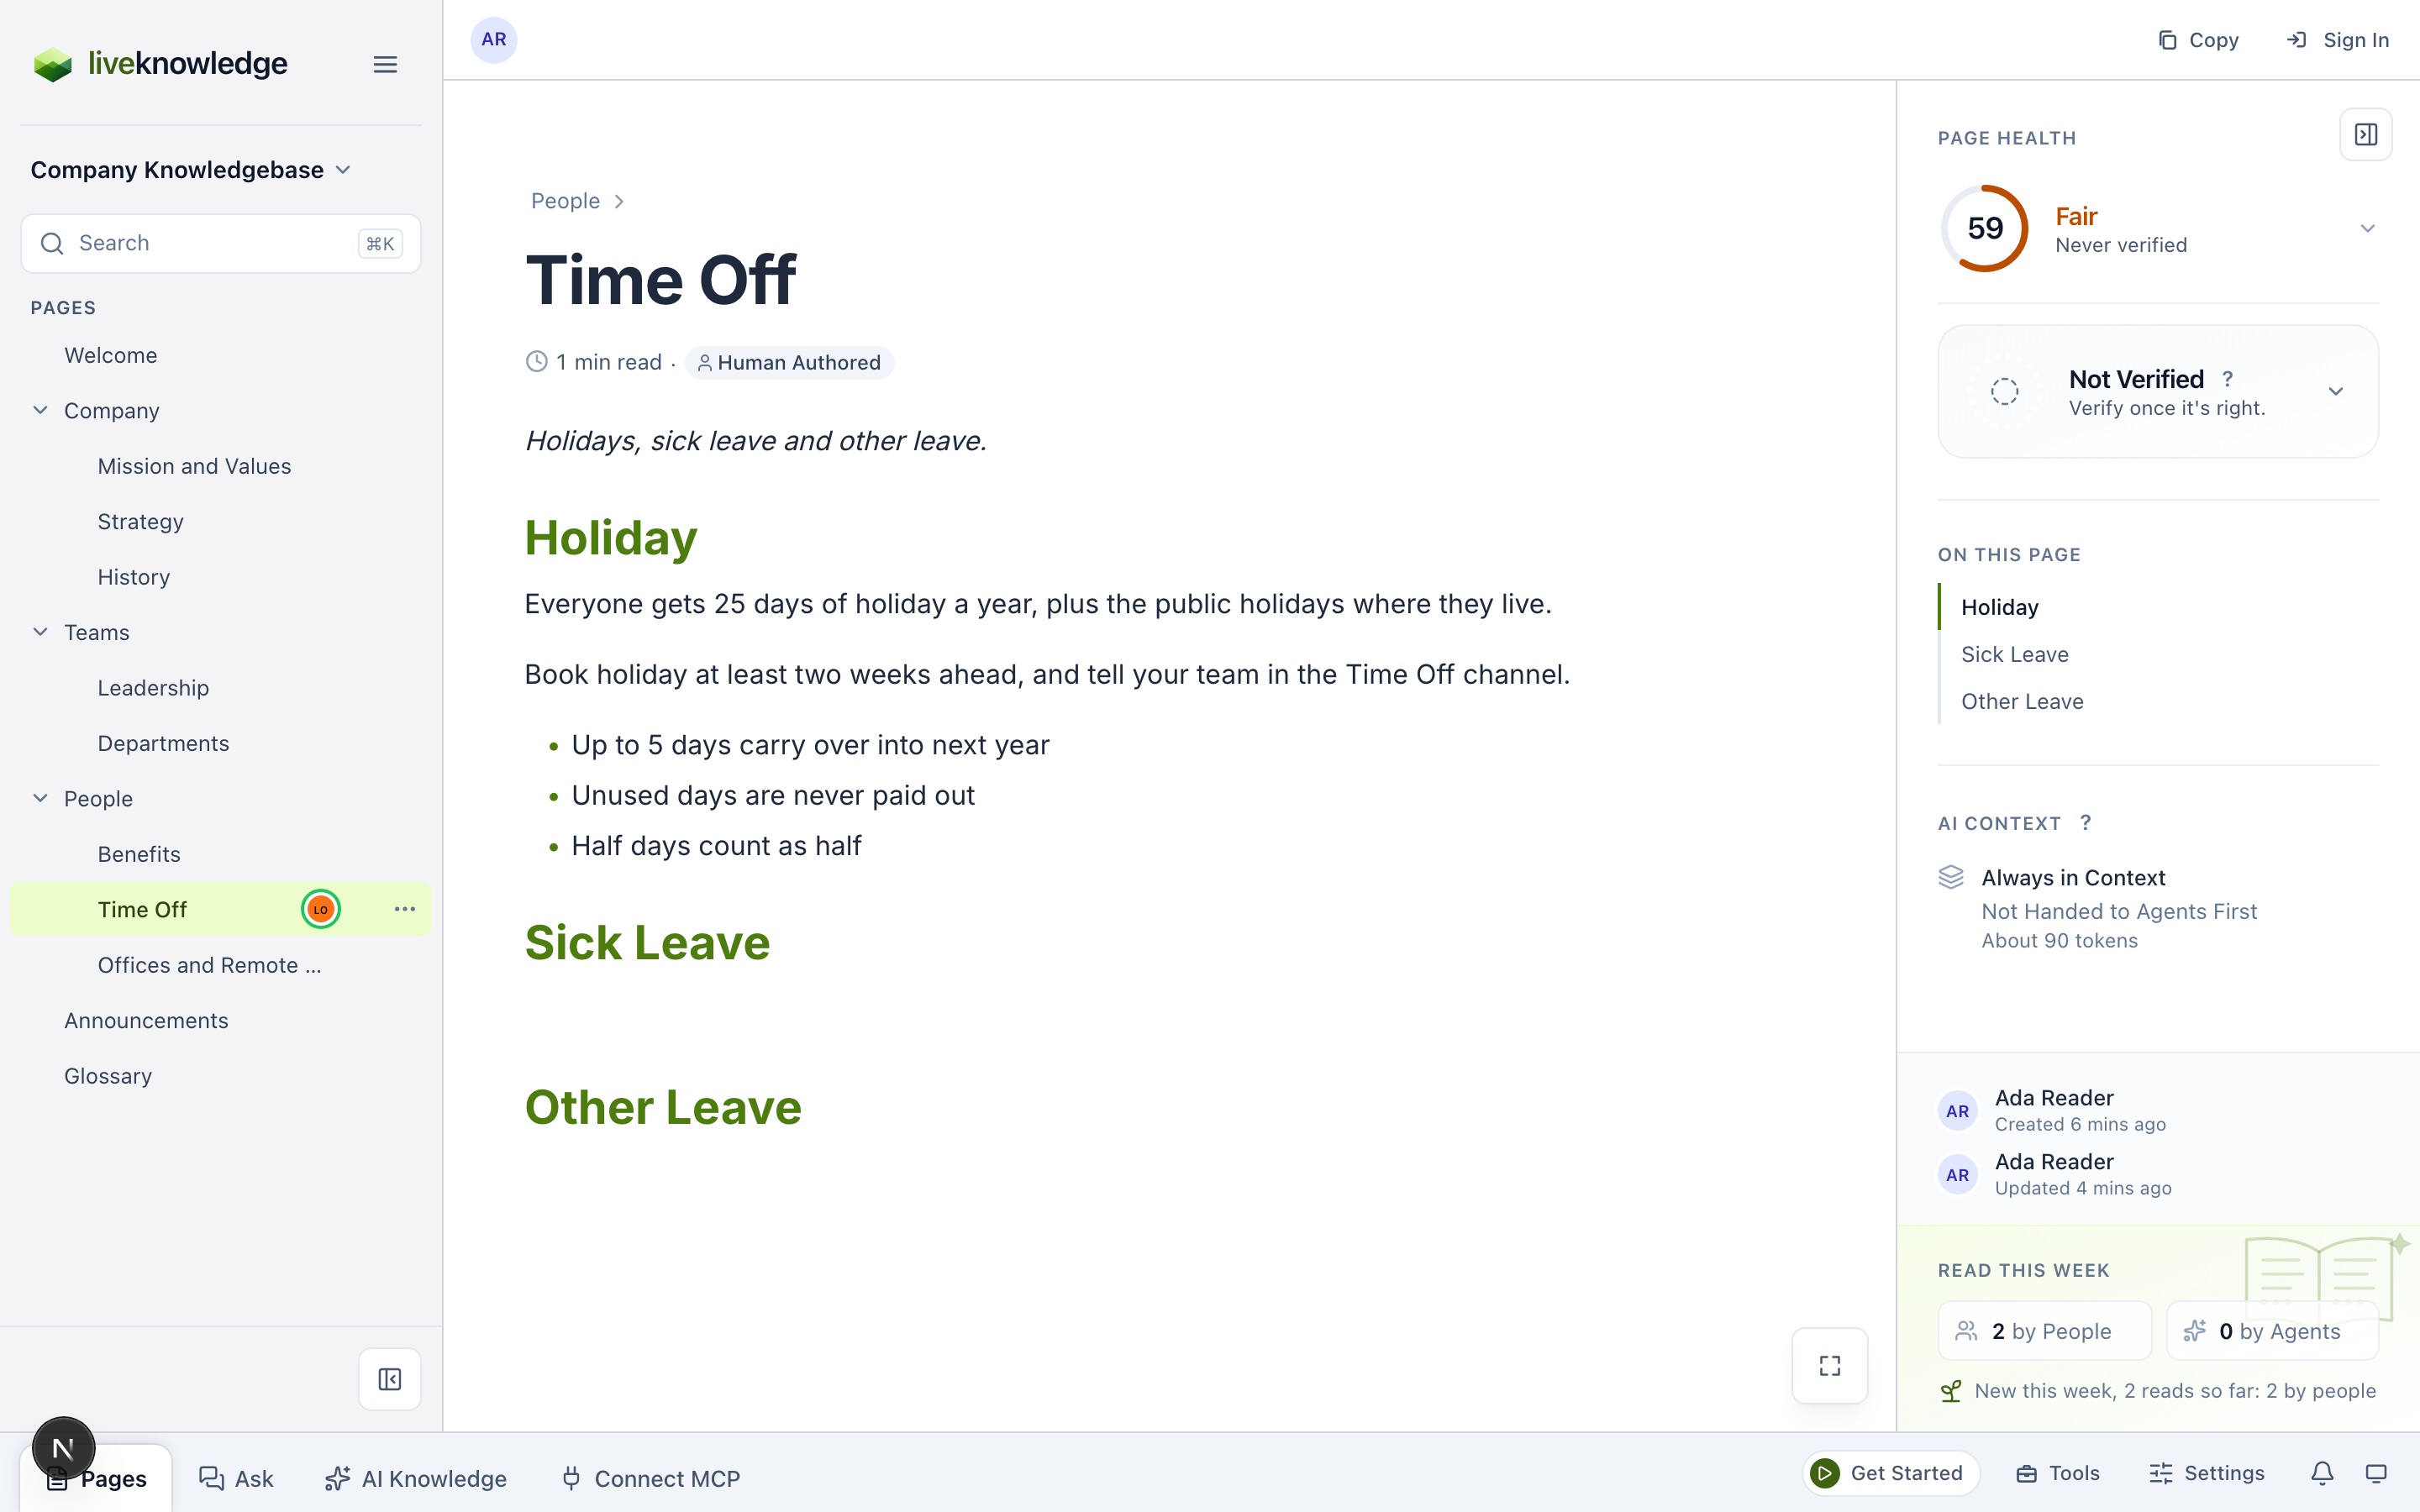 liveknowledge
Company Knowledgebase
Search
⌘K
PAGES
Welcome
Company
Mission and Values
Strategy
History
Teams
Leadership
Departments
People
Benefits
Time Off
LO
Offices and Remote ...
Announcements
Glossary
AR
Copy
Sign In
People
Time Off
1 min read · Human Authored
Holidays, sick leave and other leave.
Holiday
Everyone gets 25 days of holiday a year, plus the public holidays where they live.
Book holiday at least two weeks ahead, and tell your team in the Time Off channel.
• Up to 5 days carry over into next year
• Unused days are never paid out
• Half days count as half
Sick Leave
Other Leave
PAGE HEALTH
59
Fair
Never verified
Not Verified ?
Verify once it's right.
ON THIS PAGE
Holiday
Sick Leave
Other Leave
AI CONTEXT ?
Always in Context
Not Handed to Agents First
About 90 tokens
AR
Ada Reader
Created 6 mins ago
AR
Ada Reader
Updated 4 mins ago
READ THIS WEEK
2 by People
0 by Agents
New this week, 2 reads so far: 2 by people
N
Pages
Ask
AI Knowledge
Connect MCP
Get Started
Tools
Settings